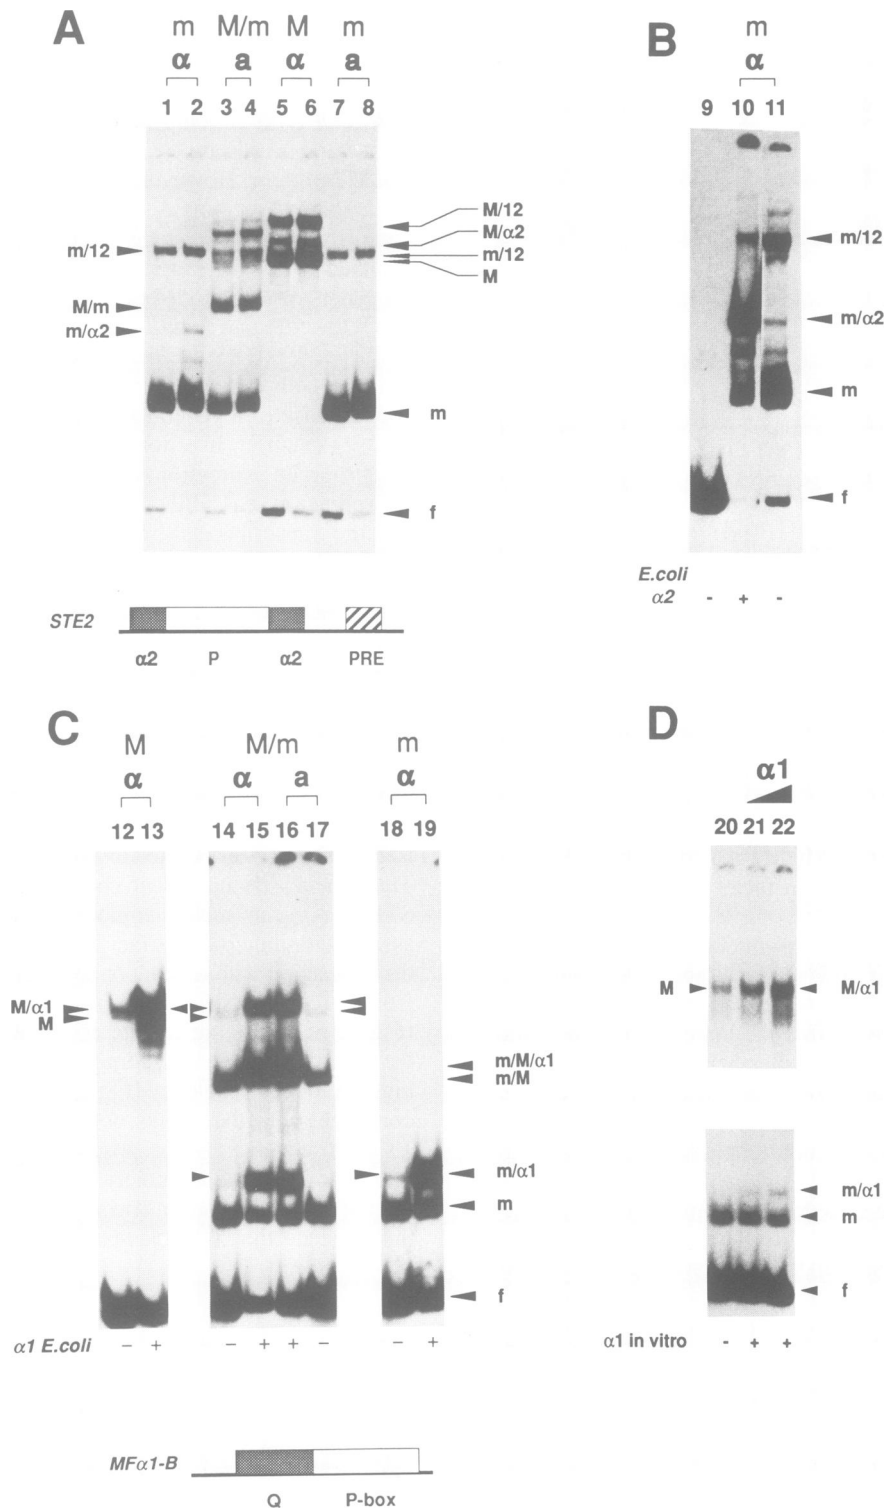 A
m M/m M m
α a α a
1 2 3 4 5 6 7 8
m/12
M/m
m/α2
M/12
M/α2
m/12
M
m
f
STE2
α2 P α2 PRE
B
m
α
9 10 11
m/12
m/α2
m
f
E.coli
α2 - + -
C
M M/m m
α α a α
12 13 14 15 16 17 18 19
M/α1
M
m/M/α1
m/M
m/α1
m
f
α1 E.coli – + – + + – – +
MFα1-B
Q P-box
D
α1
20 21 22
M M/α1
m/α1
m
f
α1 in vitro - + +